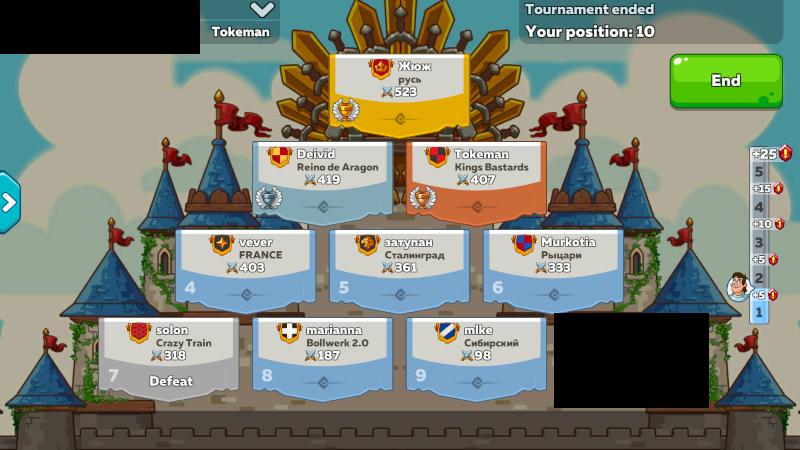 Tokeman
Tournament ended
Your position: 10
End
Жюж
русь
523
Deivid
Reino de Aragon
419
Tokeman
Kings Bastards
407
vever
FRANCE
403
4
затупан
Сталинград
361
5
Murkotia
Рыцари
333
6
solon
Crazy Train
318
7
Defeat
marianna
Bollwerk 2.0
187
8
mlke
Сибирский
98
9
+25
5
+15
4
+10
3
+5
2
+5
1